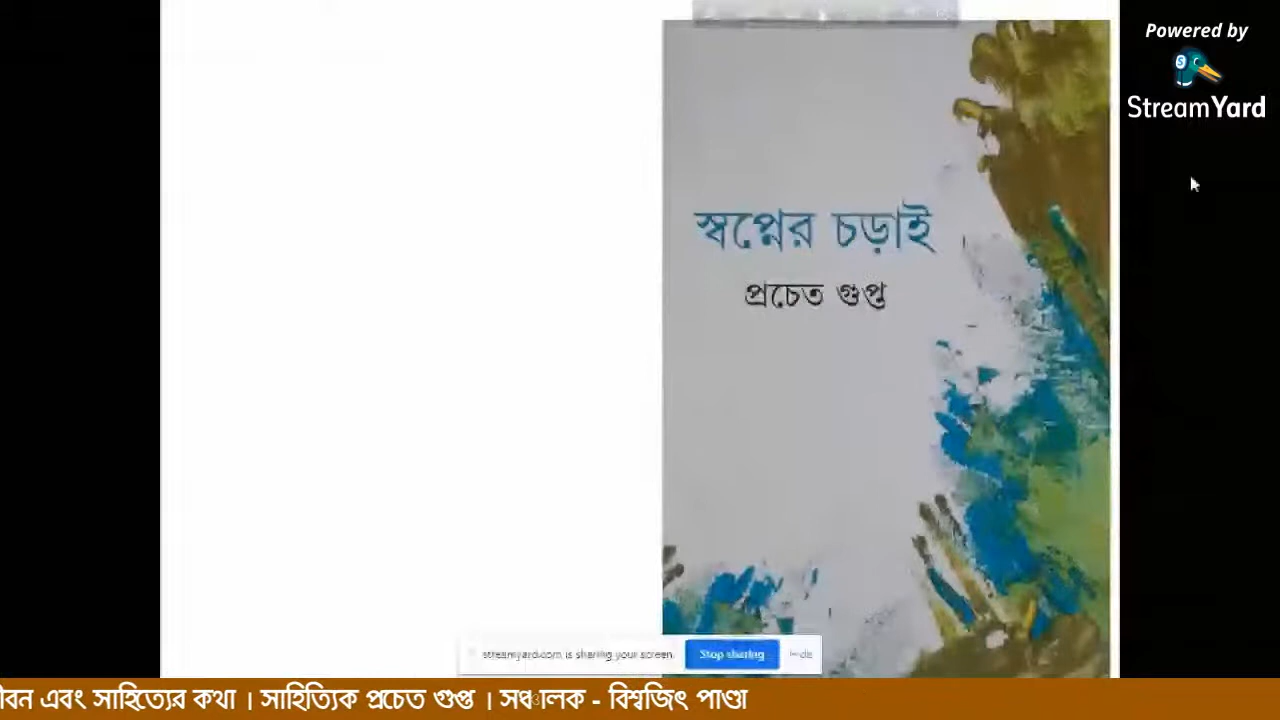 Powered by
StreamYard
স্বপ্নের চড়াই
প্রচেত গুপ্ত
streamyard.com is sharing your screen.
Stop sharing
Hide
বন এবং সাহিত্যের কথা । সাহিত্যিক প্রচেত গুপ্ত । সঞ্চালক - বিশ্বজিৎ পাণ্ডা